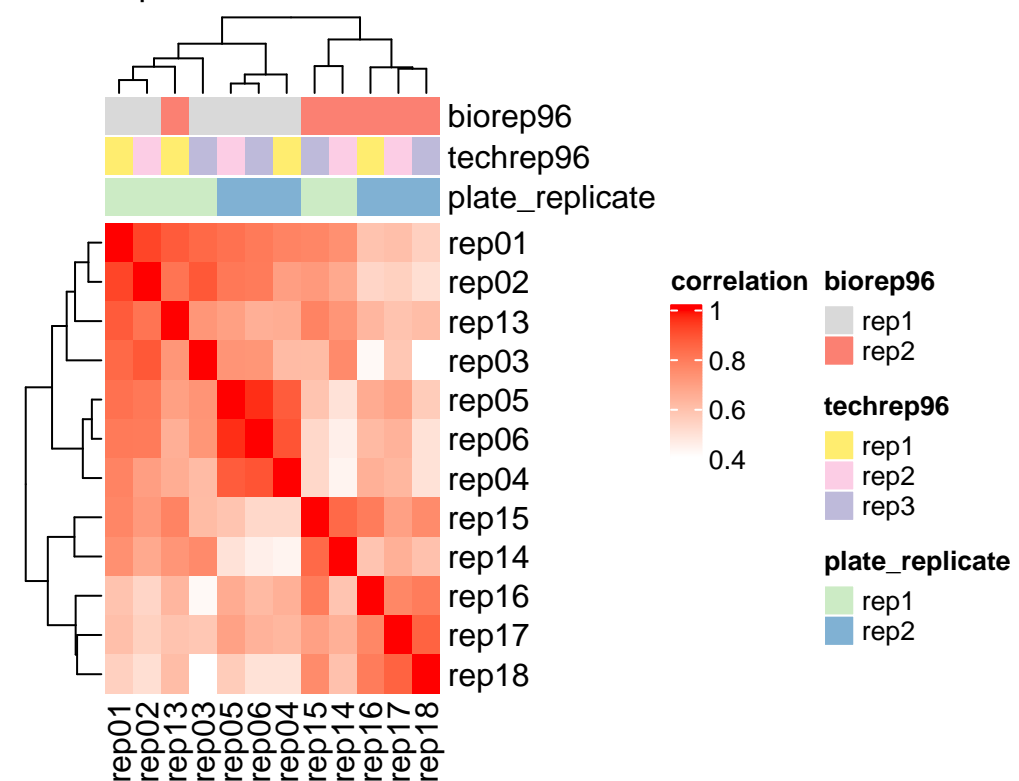 biorep96
techrep96
plate_replicate
rep01
rep02
rep13
rep03
rep05
rep06
rep04
rep15
rep14
rep16
rep17
rep18
rep01
rep02
rep13
rep03
rep05
rep06
rep04
rep15
rep14
rep16
rep17
rep18
correlation
1
0.8
0.6
0.4
biorep96
rep1
rep2
techrep96
rep1
rep2
rep3
plate_replicate
rep1
rep2